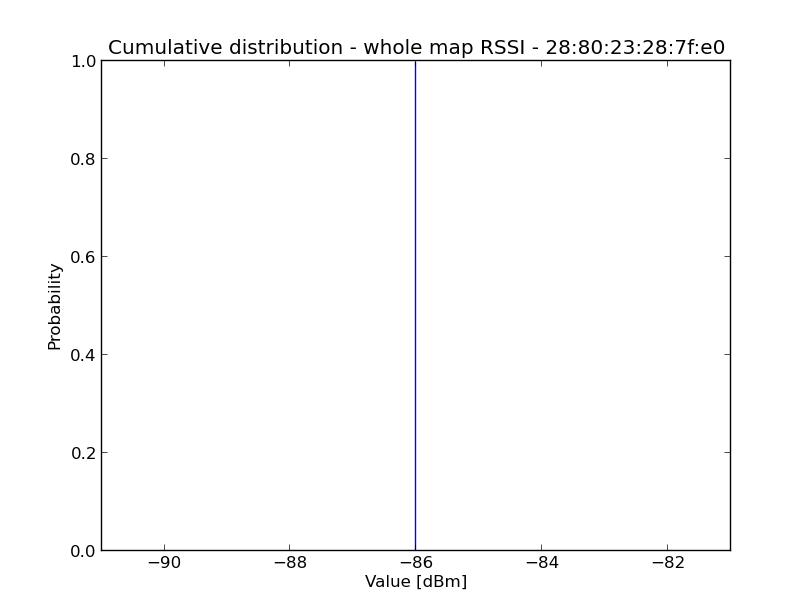 Cumulative distribution - whole map RSSI - 28:80:23:28:7f:e0
1.0
0.8
0.6
0.4
0.2
0.0
Probability
−90 −88 −86 −84 −82
Value [dBm]